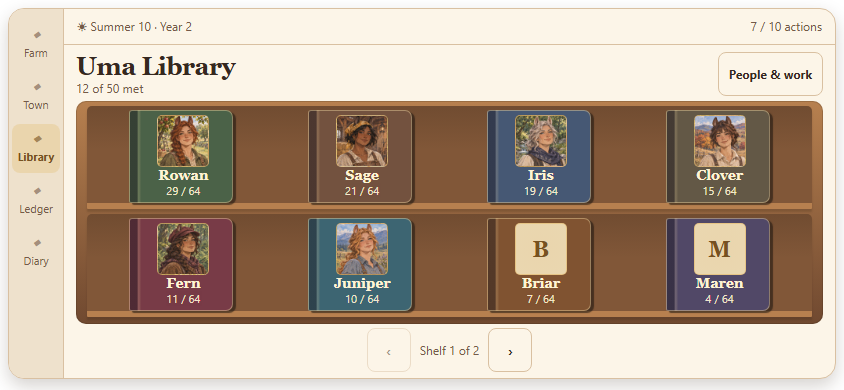 ☀ Summer 10 · Year 2
7 / 10 actions
Farm
Town
Library
Ledger
Diary
Uma Library
12 of 50 met
People & work
Rowan
29 / 64
Sage
21 / 64
Iris
19 / 64
Clover
15 / 64
Fern
11 / 64
Juniper
10 / 64
B
Briar
7 / 64
M
Maren
4 / 64
‹ Shelf 1 of 2 ›